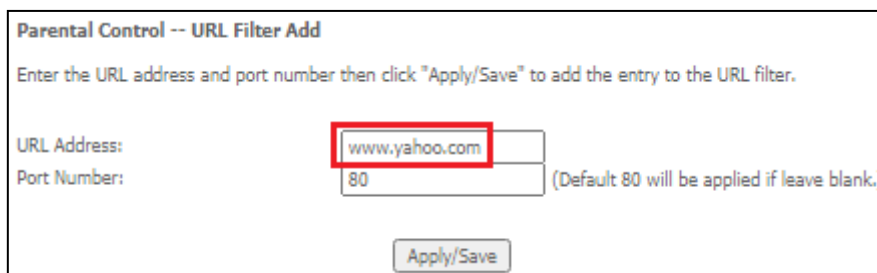 Parental Control -- URL Filter Add
Enter the URL address and port number then click "Apply/Save" to add the entry to the URL filter.
URL Address: www.yahoo.com
Port Number: 80 (Default 80 will be applied if leave blank.
Apply/Save